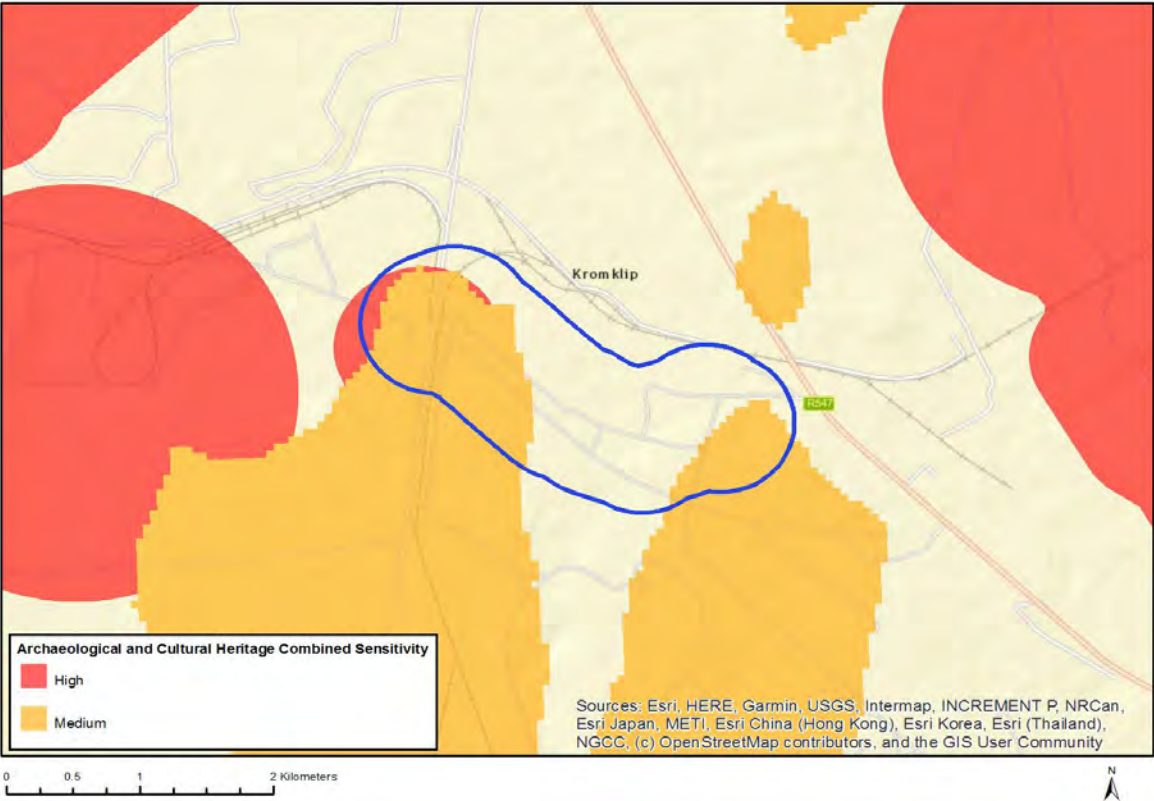 Kromklip
R547
Archaeological and Cultural Heritage Combined Sensitivity
High
Medium
Sources: Esri, HERE, Garmin, USGS, Intermap, INCREMENT P, NRCan,
Esri Japan, METI, Esri China (Hong Kong), Esri Korea, Esri (Thailand),
NGCC, (c) OpenStreetMap contributors, and the GIS User Community
0 0.5 1 2 Kilometers
N